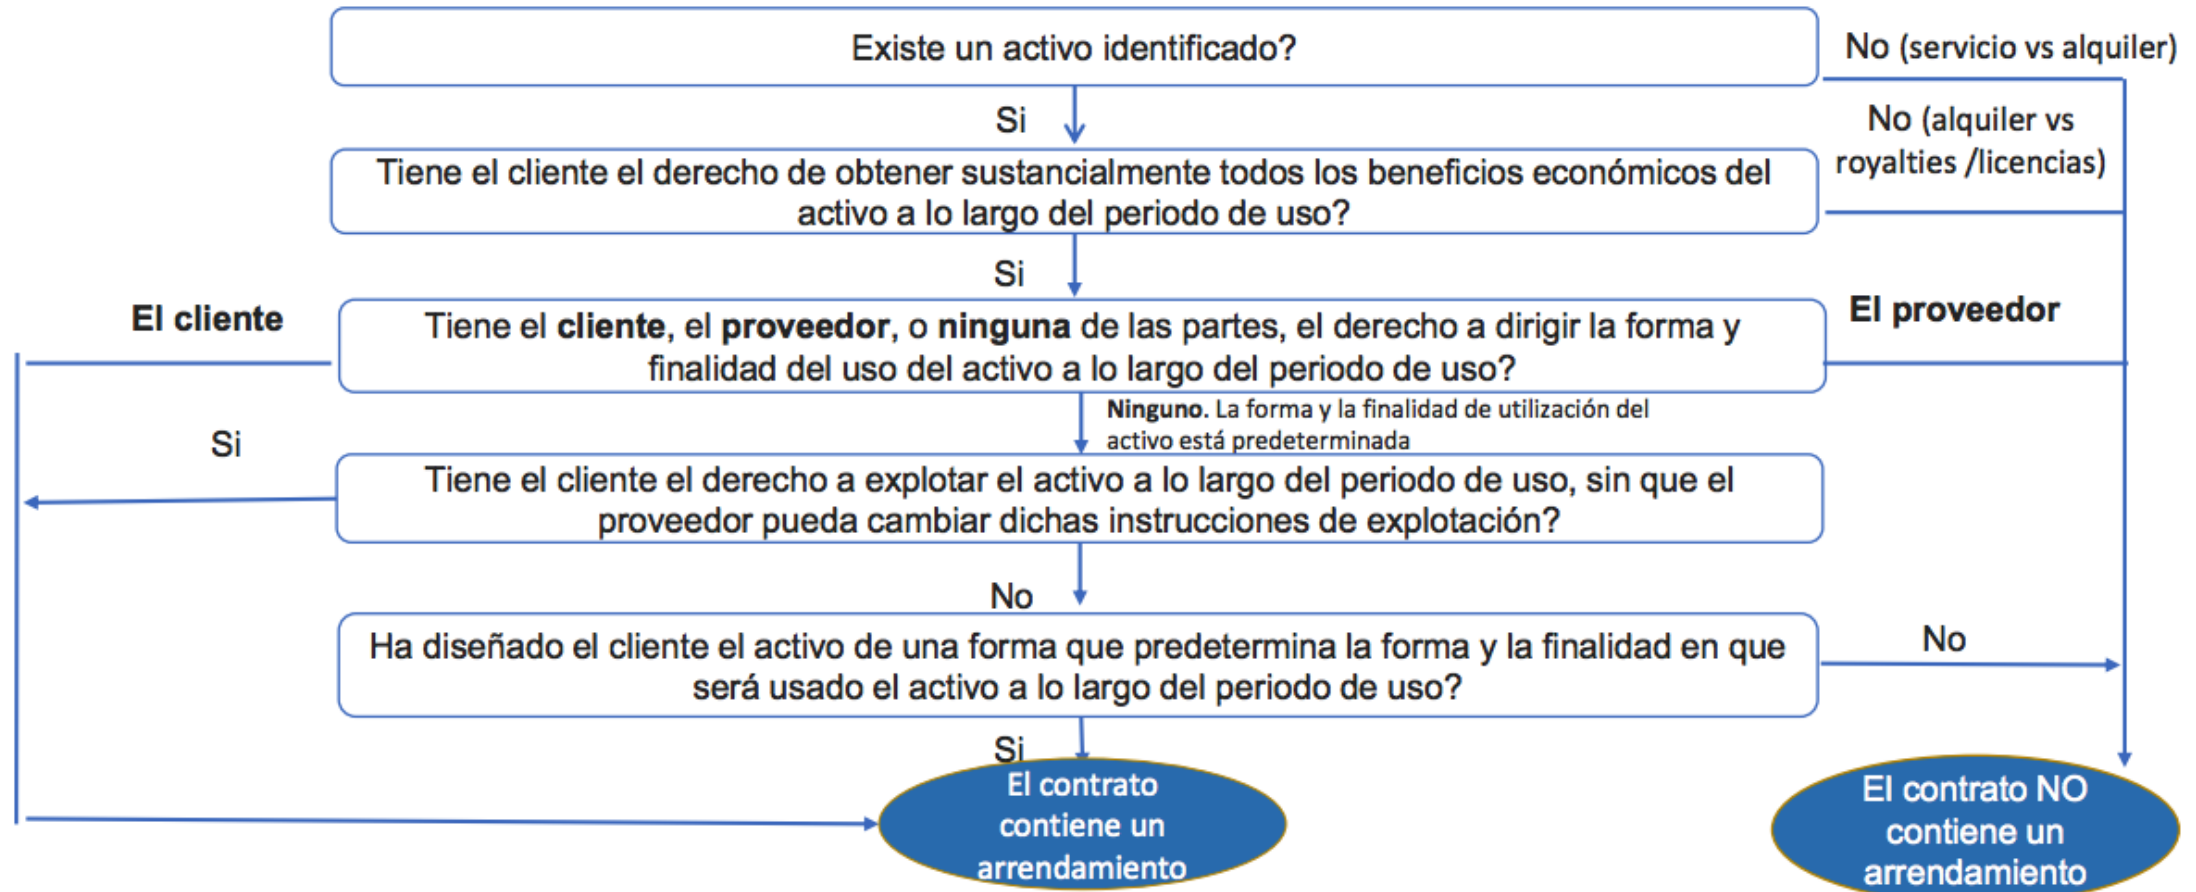 Existe un activo identificado?
No (servicio vs alquiler)
Si
No (alquiler vs
royalties /licencias)
Tiene el cliente el derecho de obtener sustancialmente todos los beneficios económicos del
activo a lo largo del periodo de uso?
Si
El cliente
Tiene el cliente, el proveedor, o ninguna de las partes, el derecho a dirigir la forma y
finalidad del uso del activo a lo largo del periodo de uso?
El proveedor
Ninguno. La forma y la finalidad de utilización del
activo está predeterminada
Si
Tiene el cliente el derecho a explotar el activo a lo largo del periodo de uso, sin que el
proveedor pueda cambiar dichas instrucciones de explotación?
No
Ha diseñado el cliente el activo de una forma que predetermina la forma y la finalidad en que
será usado el activo a lo largo del periodo de uso?
No
Si
El contrato
contiene un
arrendamiento
El contrato NO
contiene un
arrendamiento